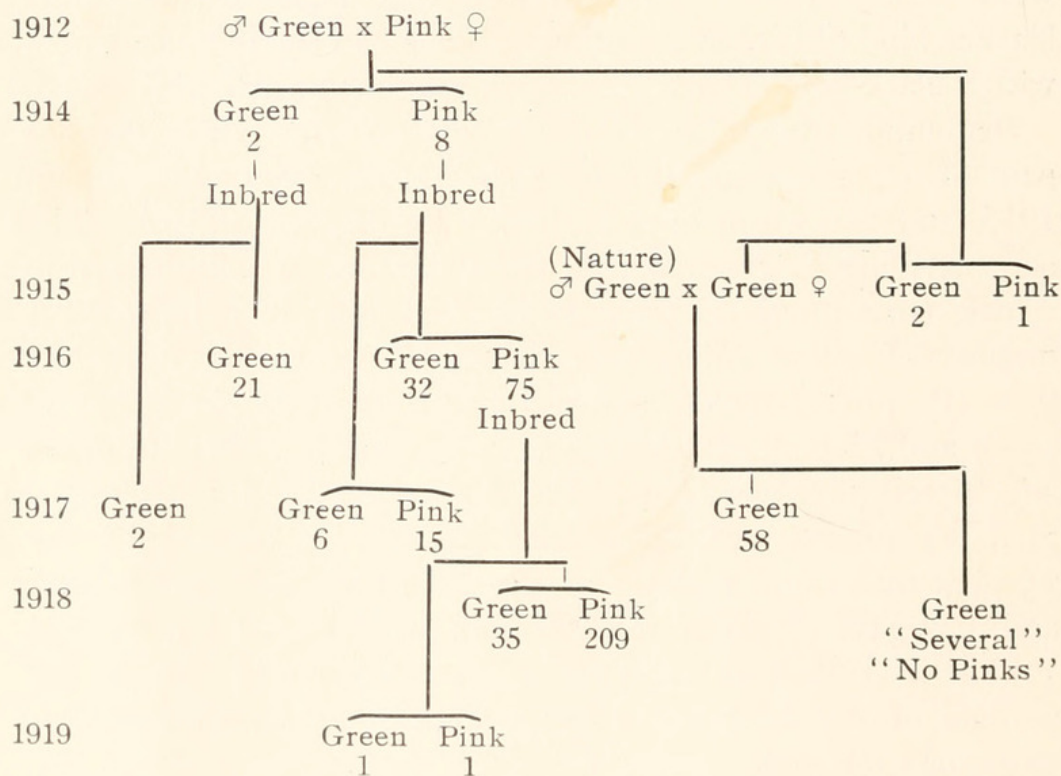 1912 ♂ Green x Pink ♀
1914 Green Pink
2 8
Inbred Inbred
(Nature)
1915 ♂ Green x Green ♀ Green Pink
2 1
1916 Green Green Pink
21 32 75
Inbred
1917 Green Green Pink Green
2 6 15 58
1918 Green Pink Green
35 209 "Several"
"No Pinks"
1919 Green Pink
1 1